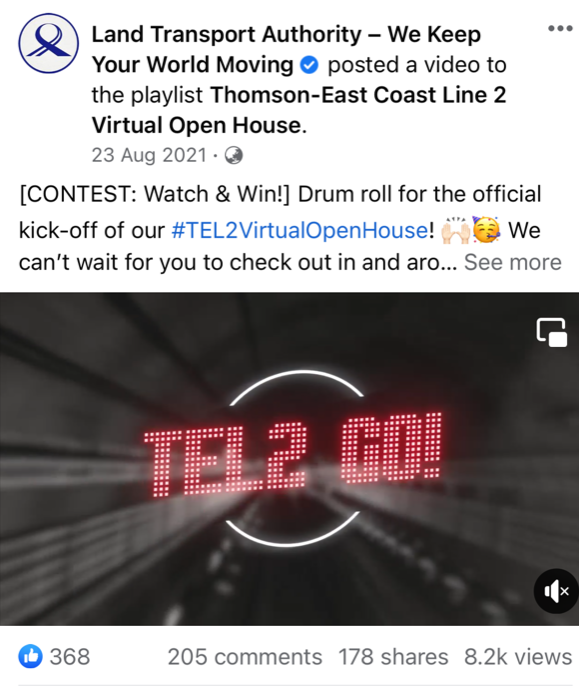 Land Transport Authority – We Keep
Your World Moving posted a video to
the playlist Thomson-East Coast Line 2
Virtual Open House.
23 Aug 2021 ·
[CONTEST: Watch & Win!] Drum roll for the official
kick-off of our #TEL2VirtualOpenHouse! 🙌🏻🥳 We
can’t wait for you to check out in and aro... See more
TEL2 GO!
368 205 comments 178 shares 8.2k views